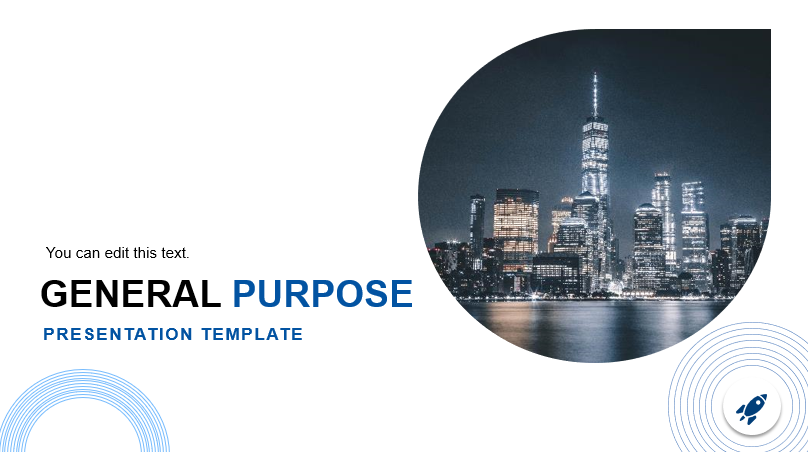 You can edit this text.
GENERAL PURPOSE
PRESENTATION TEMPLATE